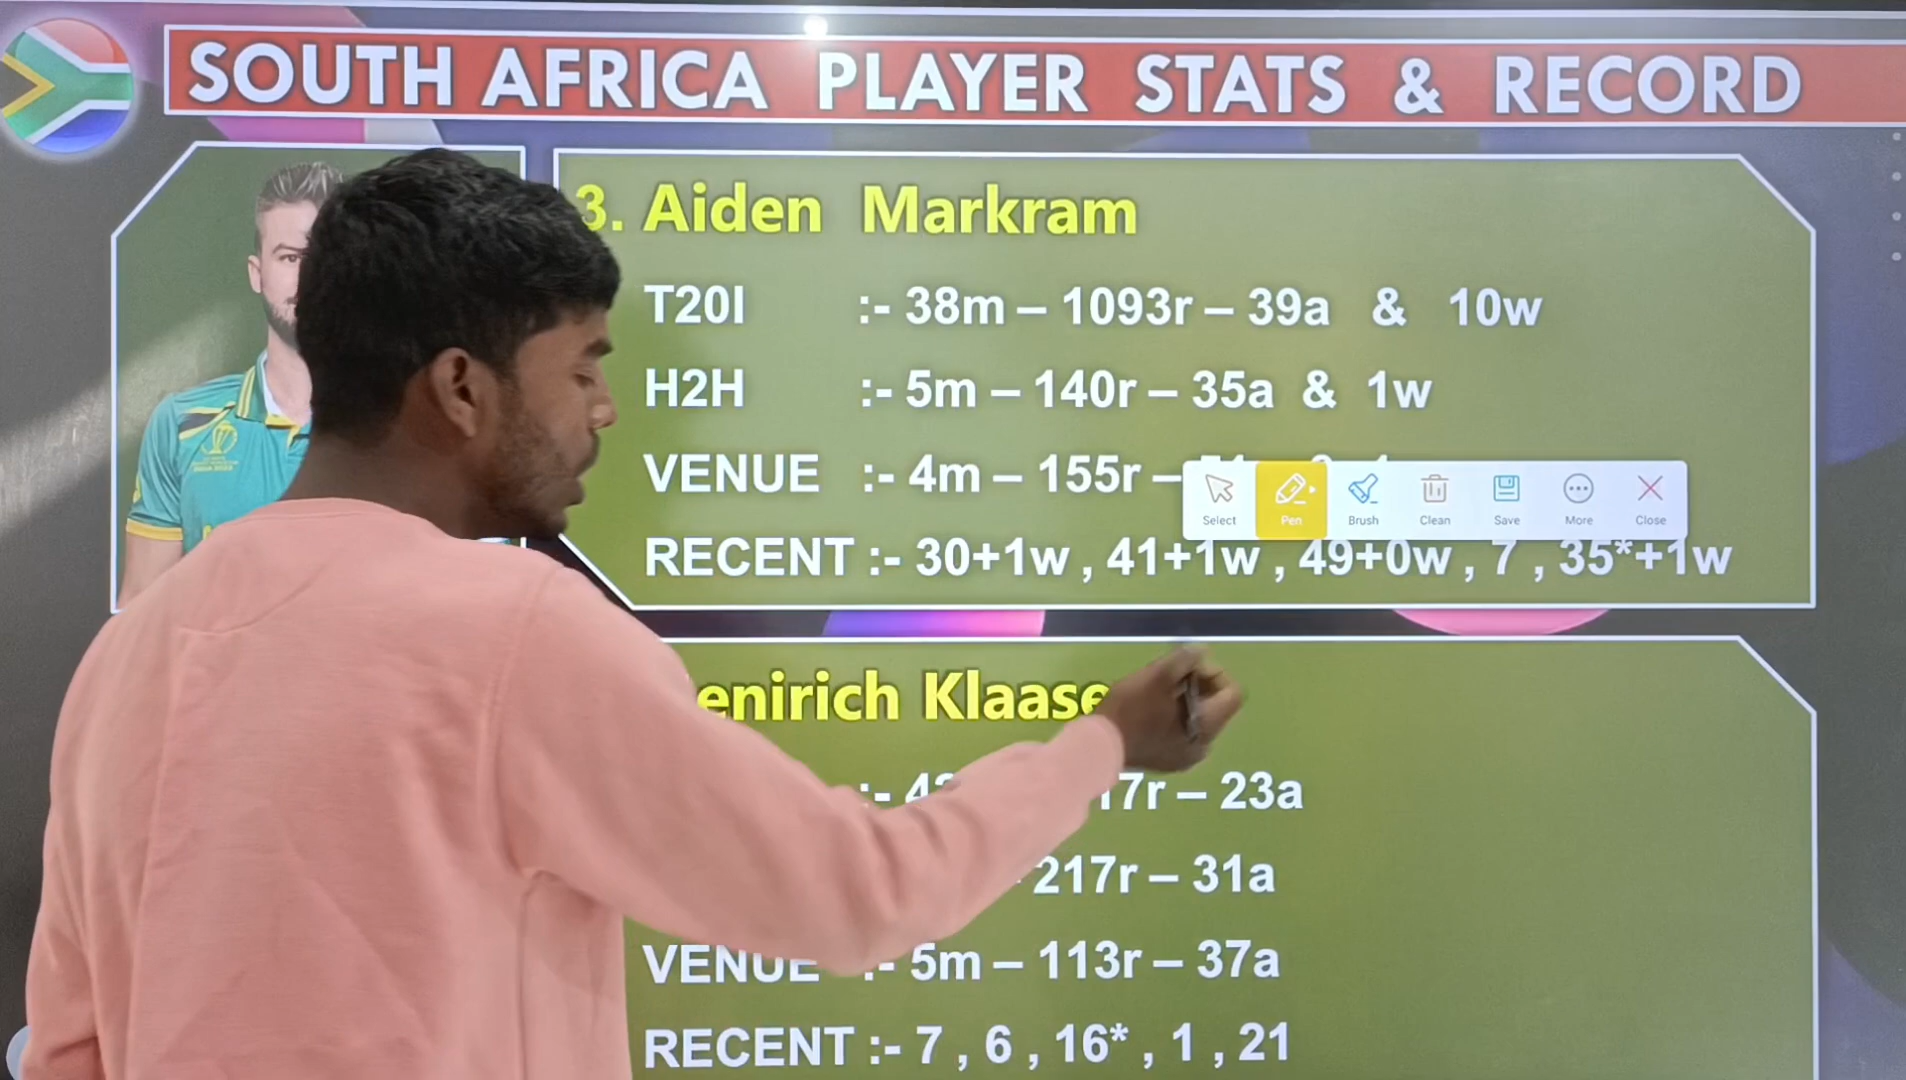 SOUTH AFRICA PLAYER STATS & RECORD
3. Aiden Markram
T20I :- 38m – 1093r – 39a & 10w
H2H :- 5m – 140r – 35a & 1w
VENUE :- 4m – 155r –
Select Pen Brush Clean Save More Close
RECENT :- 30+1w , 41+1w , 49+0w , 7 , 35*+1w
enirich Klaase
:- 4 17r – 23a
217r – 31a
VENUE :- 5m – 113r – 37a
RECENT :- 7 , 6 , 16* , 1 , 21